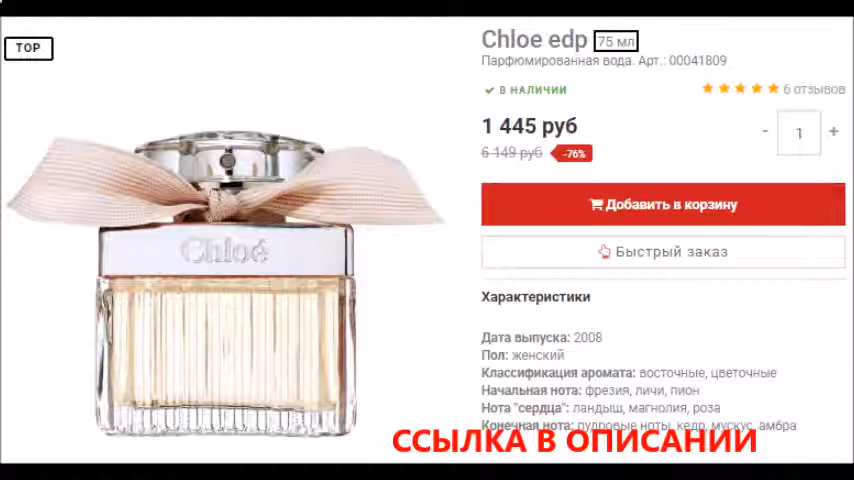 TOP
Chloé
Chloe edp 75 мл
Парфюмированная вода. Арт.: 00041809
В НАЛИЧИИ
6 отзывов
1 445 руб
- 1 +
6 149 руб -76%
Добавить в корзину
Быстрый заказ
Характеристики
Дата выпуска: 2008
Пол: женский
Классификация аромата: восточные, цветочные
Начальная нота: фрезия, личи, пион
Нота "сердца": ландыш, магнолия, роза
Конечная нота: пудровые ноты, кедр, мускус, амбра
ССЫЛКА В ОПИСАНИИ